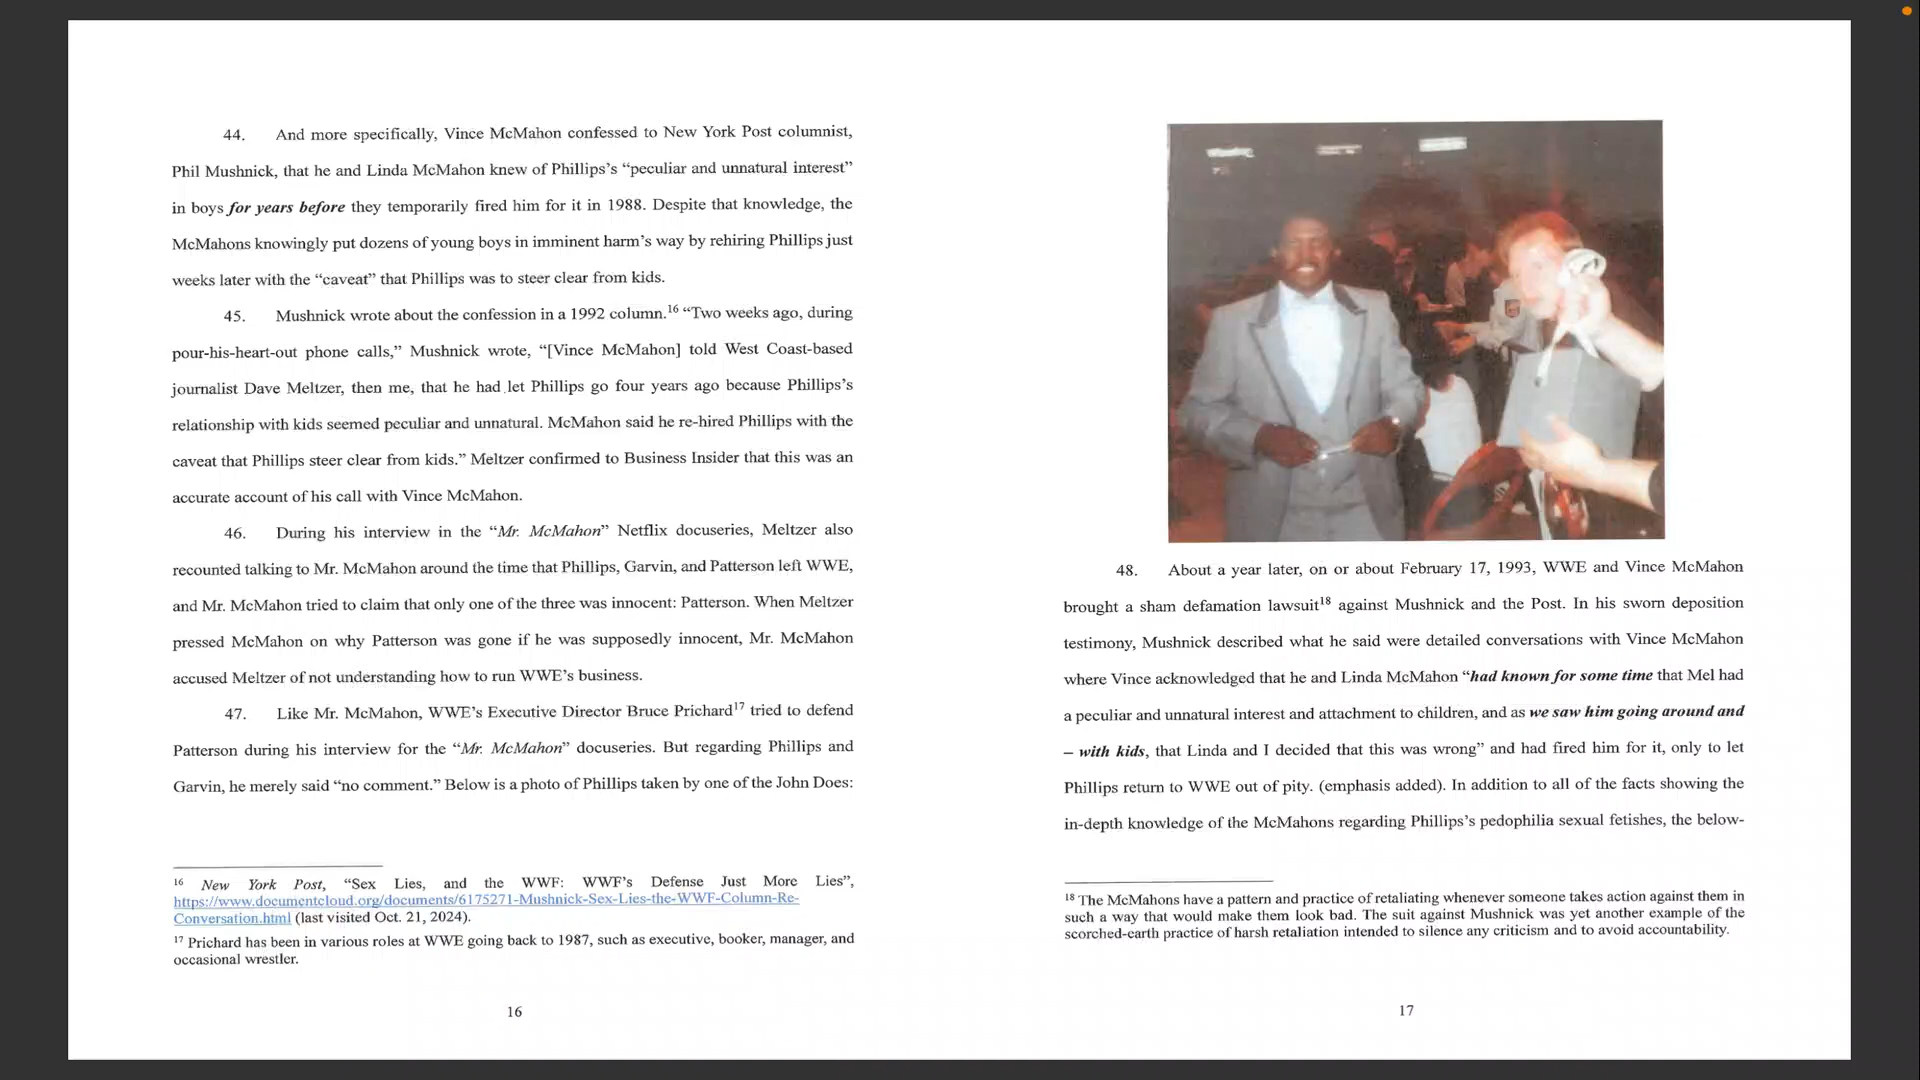 44. And more specifically, Vince McMahon confessed to New York Post columnist,
Phil Mushnick, that he and Linda McMahon knew of Phillips’s “peculiar and unnatural interest”
in boys for years before they temporarily fired him for it in 1988. Despite that knowledge, the
McMahons knowingly put dozens of young boys in imminent harm’s way by rehiring Phillips just
weeks later with the “caveat” that Phillips was to steer clear from kids.
45. Mushnick wrote about the confession in a 1992 column.16 “Two weeks ago, during
pour-his-heart-out phone calls,” Mushnick wrote, “[Vince McMahon] told West Coast-based
journalist Dave Meltzer, then me, that he had let Phillips go four years ago because Phillips’s
relationship with kids seemed peculiar and unnatural. McMahon said he re-hired Phillips with the
caveat that Phillips steer clear from kids.” Meltzer confirmed to Business Insider that this was an
accurate account of his call with Vince McMahon.
46. During his interview in the “Mr. McMahon” Netflix docuseries, Meltzer also
recounted talking to Mr. McMahon around the time that Phillips, Garvin, and Patterson left WWE,
and Mr. McMahon tried to claim that only one of the three was innocent: Patterson. When Meltzer
pressed McMahon on why Patterson was gone if he was supposedly innocent, Mr. McMahon
accused Meltzer of not understanding how to run WWE’s business.
47. Like Mr. McMahon, WWE’s Executive Director Bruce Prichard17 tried to defend
Patterson during his interview for the “Mr. McMahon” docuseries. But regarding Phillips and
Garvin, he merely said “no comment.” Below is a photo of Phillips taken by one of the John Does:
16 New York Post, “Sex Lies, and the WWF: WWF’s Defense Just More Lies”,
https://www.documentcloud.org/documents/6175271-Mushnick-Sex-Lies-the-WWF-Column-Re-
Conversation.html (last visited Oct. 21, 2024).
17 Prichard has been in various roles at WWE going back to 1987, such as executive, booker, manager, and
occasional wrestler.
16
48. About a year later, on or about February 17, 1993, WWE and Vince McMahon
brought a sham defamation lawsuit18 against Mushnick and the Post. In his sworn deposition
testimony, Mushnick described what he said were detailed conversations with Vince McMahon
where Vince acknowledged that he and Linda McMahon “had known for some time that Mel had
a peculiar and unnatural interest and attachment to children, and as we saw him going around and
– with kids, that Linda and I decided that this was wrong” and had fired him for it, only to let
Phillips return to WWE out of pity. (emphasis added). In addition to all of the facts showing the
in-depth knowledge of the McMahons regarding Phillips’s pedophilia sexual fetishes, the below-
18 The McMahons have a pattern and practice of retaliating whenever someone takes action against them in
such a way that would make them look bad. The suit against Mushnick was yet another example of the
scorched-earth practice of harsh retaliation intended to silence any criticism and to avoid accountability.
17